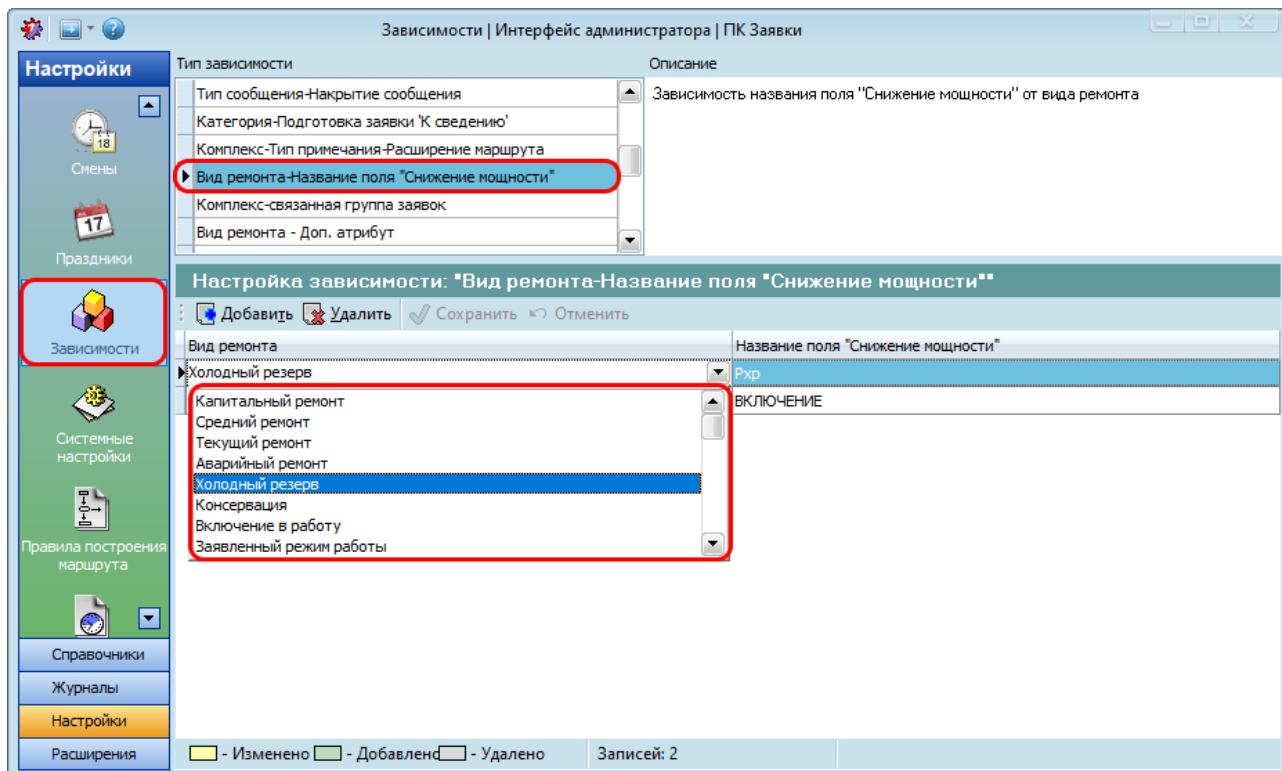 Зависимости | Интерфейс администратора | ПК Заявки
Настройки
18
Смены
17
Праздники
Зависимости
Системные
настройки
Правила построения
маршрута
Справочники
Журналы
Настройки
Расширения
Тип зависимости
Тип сообщения-Накрытие сообщения
Категория-Подготовка заявки 'К сведению'
Комплекс-Тип примечания-Расширение маршрута
Вид ремонта-Название поля "Снижение мощности"
Комплекс-связанная группа заявок
Вид ремонта - Доп. атрибут
Описание
Зависимость названия поля "Снижение мощности" от вида ремонта
Настройка зависимости: "Вид ремонта-Название поля "Снижение мощности""
Добавить Удалить Сохранить Отменить
Вид ремонта Название поля "Снижение мощности"
Холодный резерв Рхр
ВКЛЮЧЕНИЕ
Капитальный ремонт
Средний ремонт
Текущий ремонт
Аварийный ремонт
Холодный резерв
Консервация
Включение в работу
Заявленный режим работы
- Изменено - Добавлено - Удалено Записей: 2